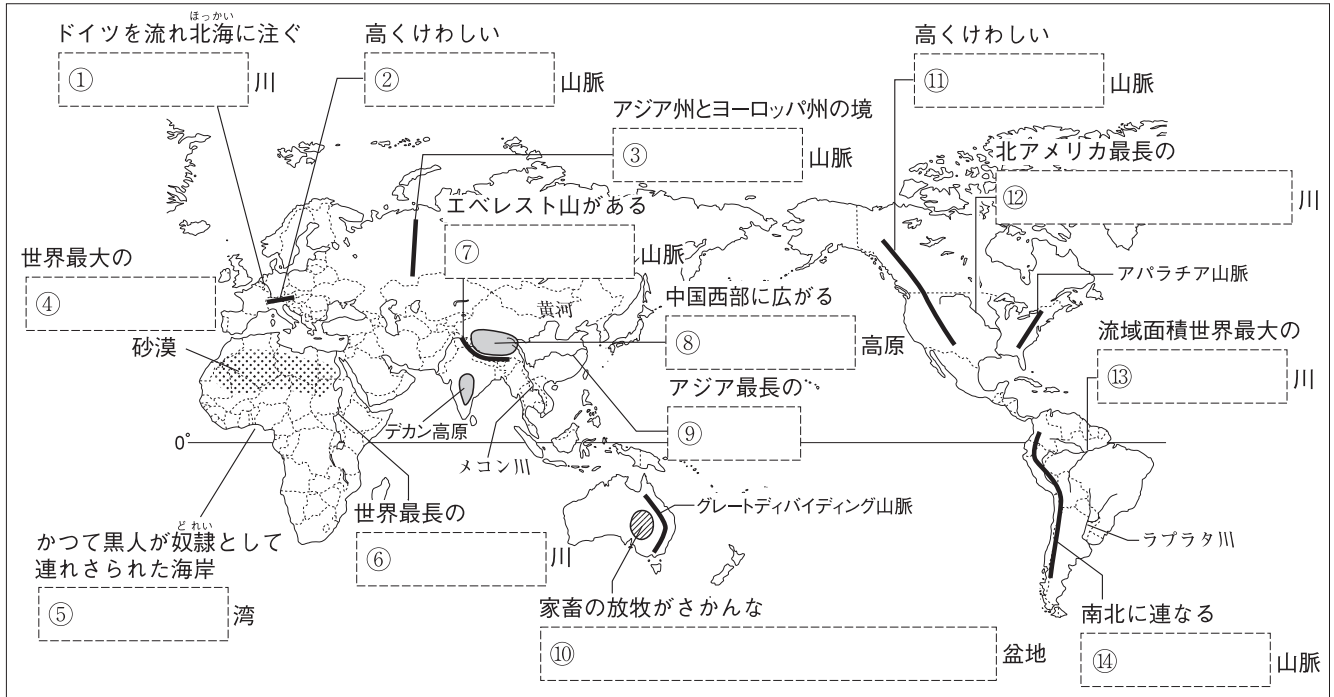 ドイツを流れ北海に注ぐ
ほっかい
① 川
高くけわしい
② 山脈
アジア州とヨーロッパ州の境
③ 山脈
高くけわしい
⑪ 山脈
北アメリカ最長の
⑫ 川
エベレスト山がある
⑦ 山脈
世界最大の
④
砂漠
黄河
中国西部に広がる
⑧ 高原
アパラチア山脈
流域面積世界最大の
⑬ 川
アジア最長の
⑨
デカン高原
メコン川
0°
世界最長の
⑥ 川
グレートディバイディング山脈
ラプラタ川
かつて黒人が奴隷として
どれい
連れさられた海岸
⑤ 湾
家畜の放牧がさかんな
⑩ 盆地
南北に連なる
⑭ 山脈